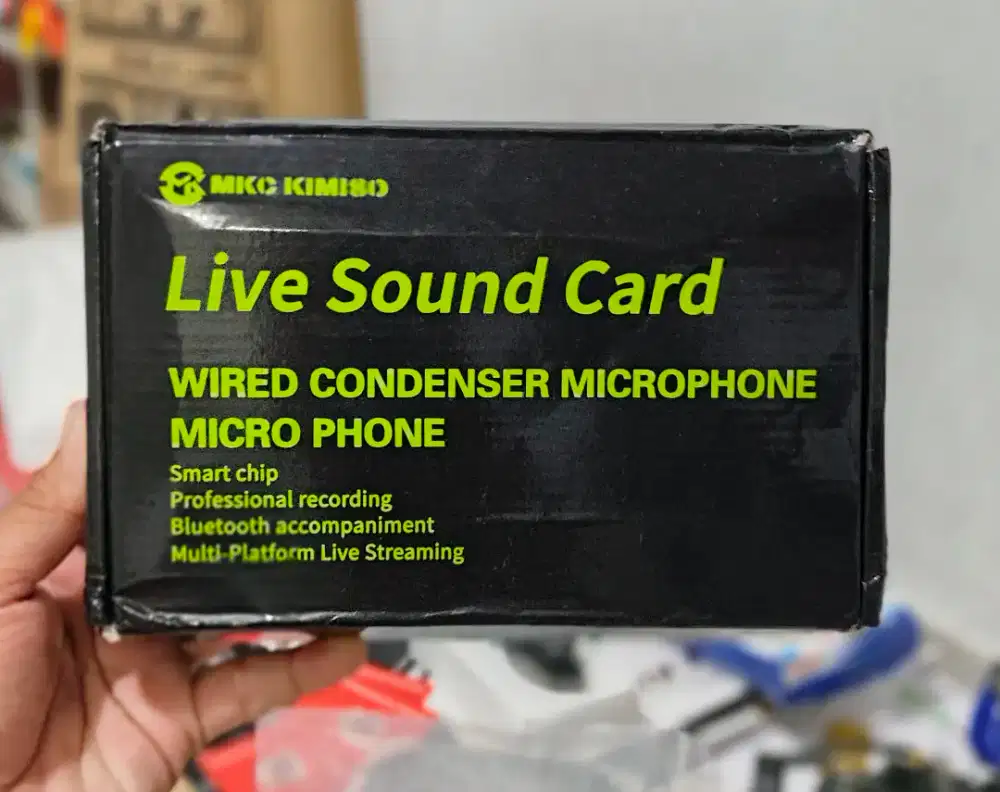 MKC KIMISO
Live Sound Card
WIRED CONDENSER MICROPHONE
MICRO PHONE
Smart chip
Professional recording
Bluetooth accompaniment
Multi-Platform Live Streaming